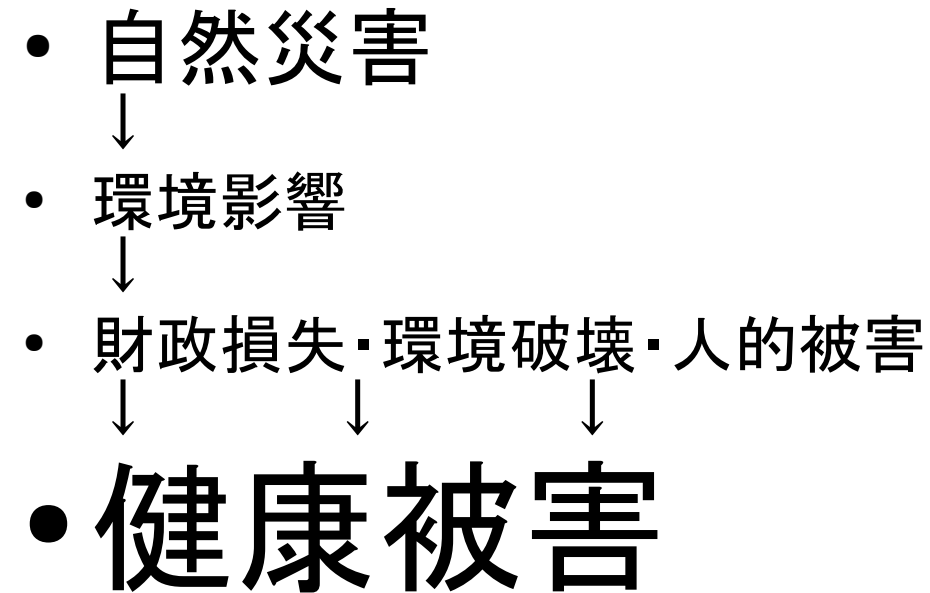 • 自然災害
↓
• 環境影響
↓
• 財政損失・環境破壊・人的被害
↓ ↓ ↓
• 健康被害